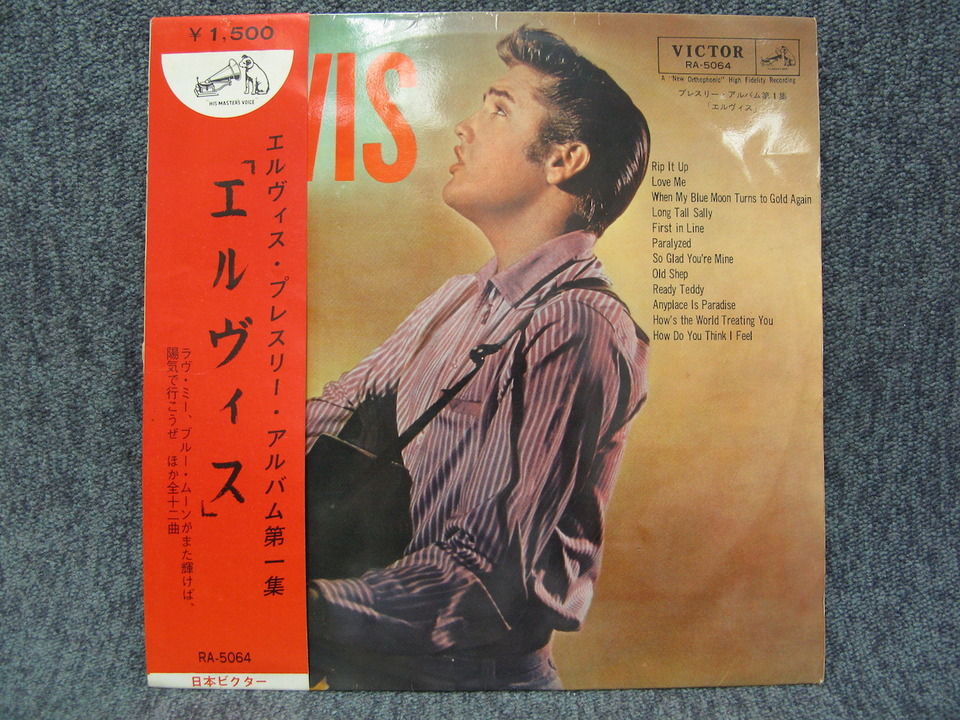 ¥1,500
"HIS MASTER'S VOICE"
エルヴィス・プレスリー・アルバム第一集
「エルヴィス」
ラヴ・ミー、ブルー・ムーンがまた輝けば、
陽気で行こうぜ ほか全十二曲
RA-5064
日本ビクター
VIS
VICTOR
RA-5064
A "New Orthophonic" High Fidelity Recording
プレスリー・アルバム第1集
「エルヴィス」
Rip It Up
Love Me
When My Blue Moon Turns to Gold Again
Long Tall Sally
First in Line
Paralyzed
So Glad You're Mine
Old Shep
Ready Teddy
Anyplace Is Paradise
How's the World Treating You
How Do You Think I Feel